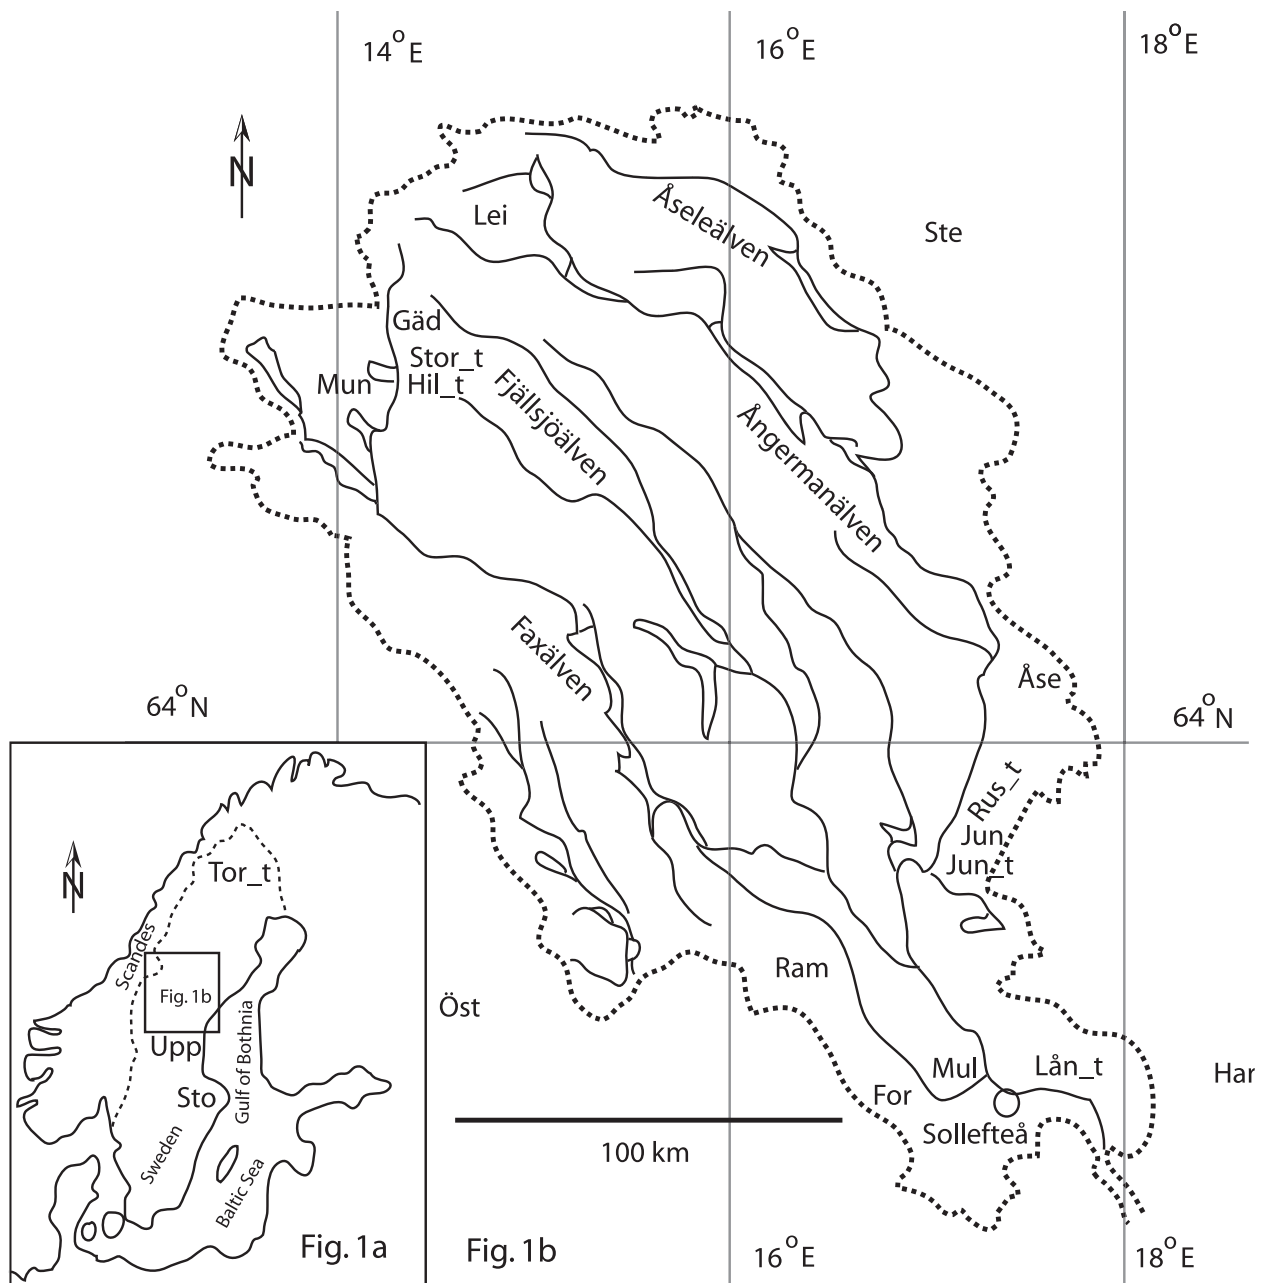 14°E
16°E
18°E
N
Lei
Åseleälven
Ste
Gäd
Stor_t
Mun
Hil_t
Fjällsjöälven
Ångermanälven
Faxälven
Åse
64°N
64°N
Rus_t
Jun
Jun_t
N
Tor_t
Scandes
Fig. 1b
Upp
Gulf of Bothnia
Sto
Sweden
Baltic Sea
Fig. 1a
Ram
Öst
Mul
Lån_t
Har
For
Sollefteå
100 km
Fig. 1b
16°E
18°E